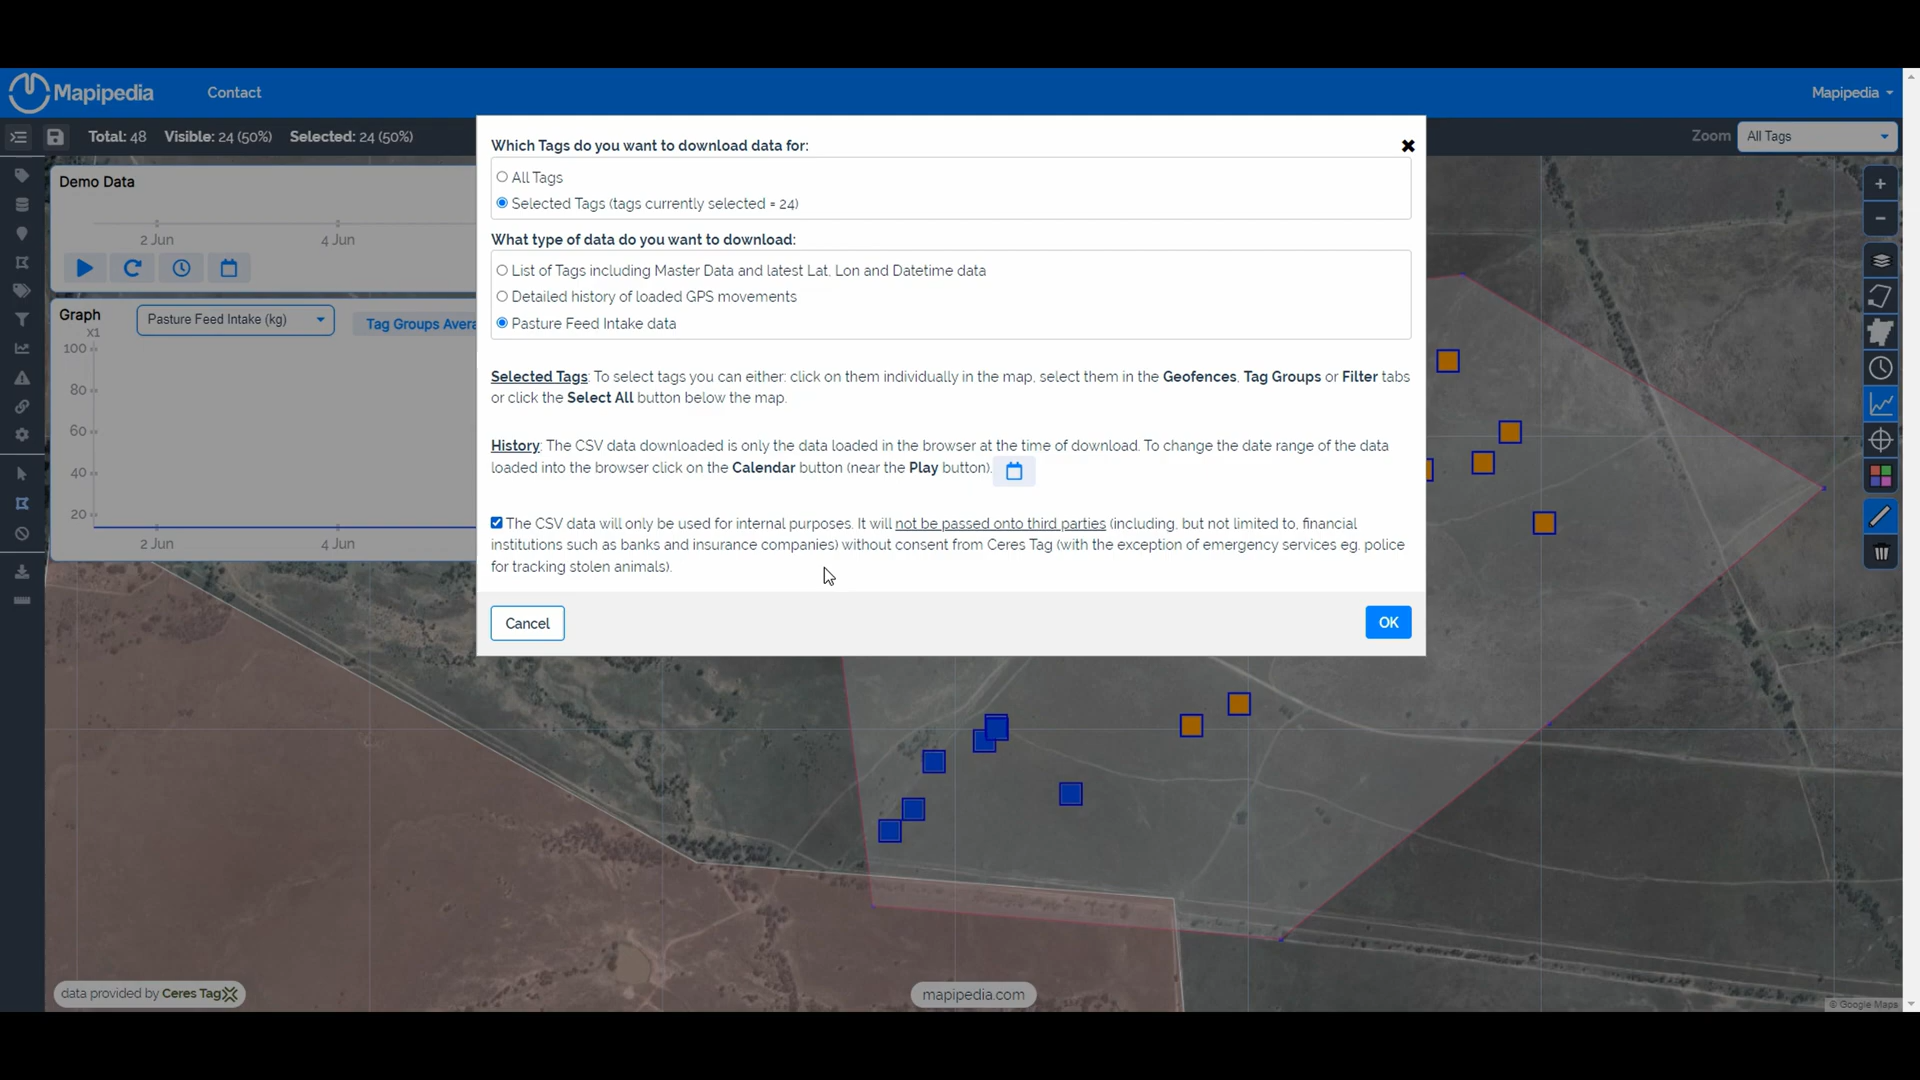 Mapipedia
Contact
Mapipedia
Total: 48 Visible: 24 (50%) Selected: 24 (50%)
Zoom All Tags
Demo Data
2 Jun 4 Jun
Graph
Pasture Feed Intake (kg)
Tag Groups Avera
x1
100
80
60
40
20
2 Jun 4 Jun
Which Tags do you want to download data for:
All Tags
Selected Tags (tags currently selected = 24)
What type of data do you want to download:
List of Tags including Master Data and latest Lat, Lon and Datetime data
Detailed history of loaded GPS movements
Pasture Feed Intake data
Selected Tags: To select tags you can either: click on them individually in the map, select them in the Geofences, Tag Groups or Filter tabs
or click the Select All button below the map.
History: The CSV data downloaded is only the data loaded in the browser at the time of download. To change the date range of the data
loaded into the browser click on the Calendar button (near the Play button).
The CSV data will only be used for internal purposes. It will not be passed onto third parties (including, but not limited to, financial
institutions such as banks and insurance companies) without consent from Ceres Tag (with the exception of emergency services eg. police
for tracking stolen animals).
Cancel
OK
data provided by Ceres Tag
mapipedia.com
© Google Maps